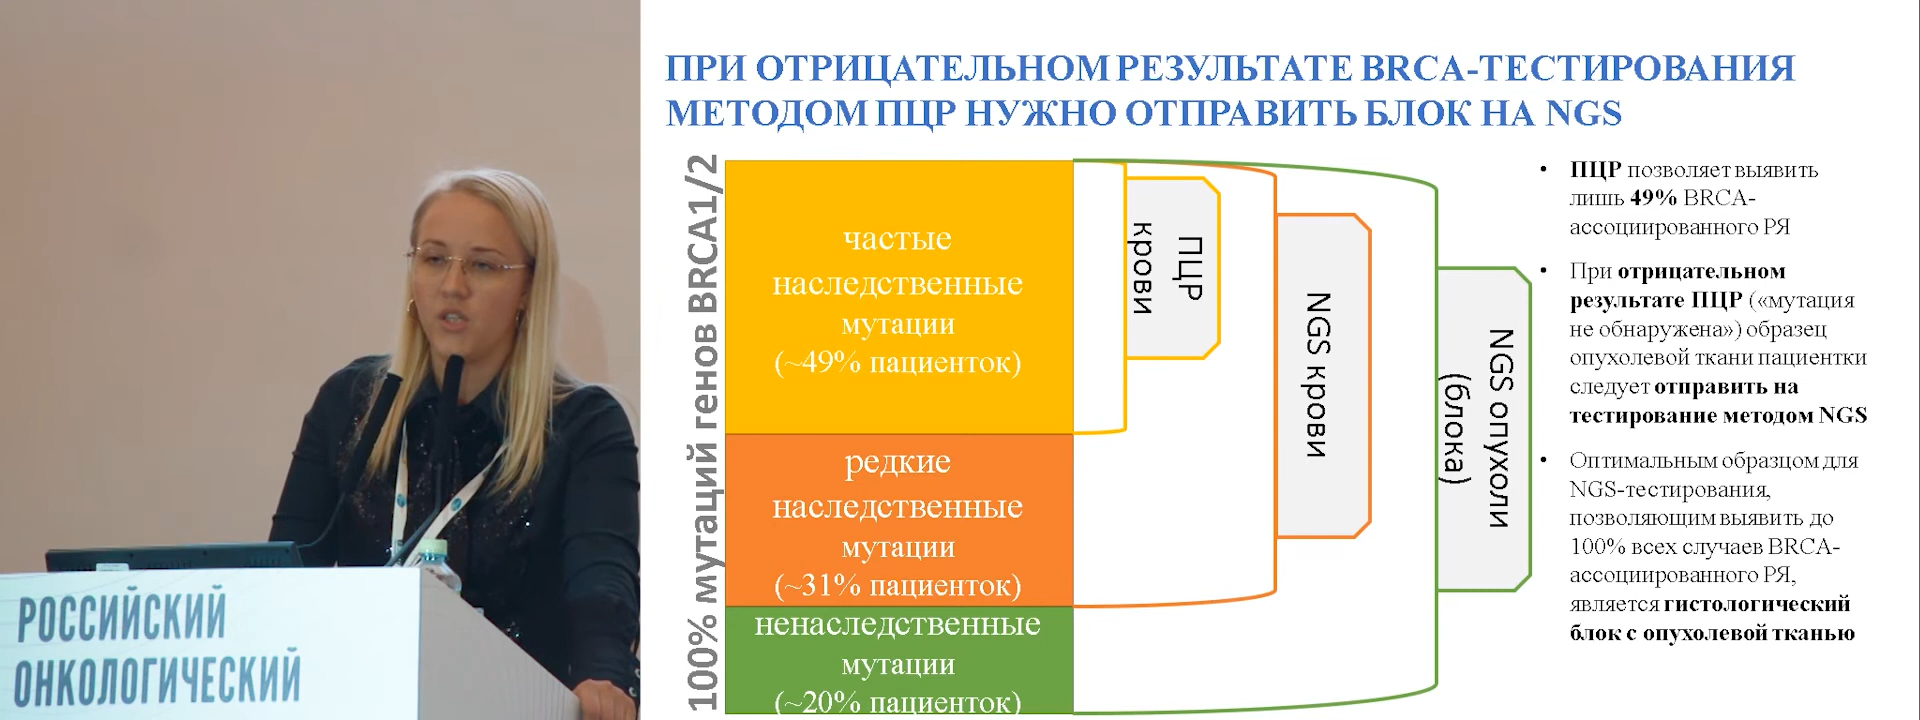 РОССИЙСКИЙ
ОНКОЛОГИЧЕСКИЙ
ПРИ ОТРИЦАТЕЛЬНОМ РЕЗУЛЬТАТЕ BRCA-ТЕСТИРОВАНИЯ
МЕТОДОМ ПЦР НУЖНО ОТПРАВИТЬ БЛОК НА NGS
100% мутаций генов BRCA1/2
частые
наследственные
мутации
(~49% пациенток)
редкие
наследственные
мутации
(~31% пациенток)
ненаследственные
мутации
(~20% пациенток)
ПЦР
крови
NGS крови
NGS опухоли
(блока)
• ПЦР позволяет выявить
лишь 49% BRCA-
ассоциированного РЯ
• При отрицательном
результате ПЦР («мутация
не обнаружена») образец
опухолевой ткани пациентки
следует отправить на
тестирование методом NGS
• Оптимальным образцом для
NGS-тестирования,
позволяющим выявить до
100% всех случаев BRCA-
ассоциированного РЯ,
является гистологический
блок с опухолевой тканью